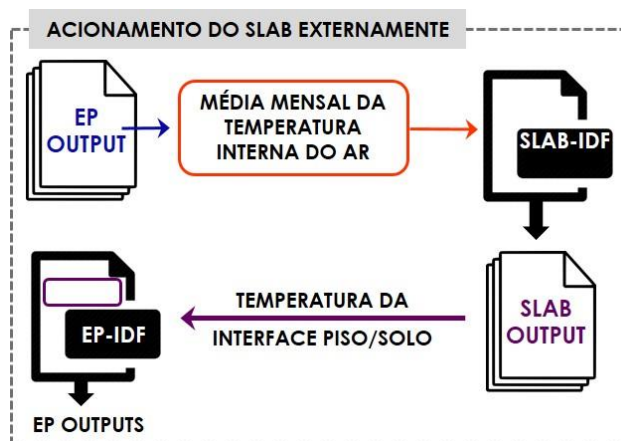 ACIONAMENTO DO SLAB EXTERNAMENTE
EP
OUTPUT
MÉDIA MENSAL DA
TEMPERATURA
INTERNA DO AR
SLAB-IDF
SLAB
OUTPUT
TEMPERATURA DA
INTERFACE PISO/SOLO
EP-IDF
EP OUTPUTS